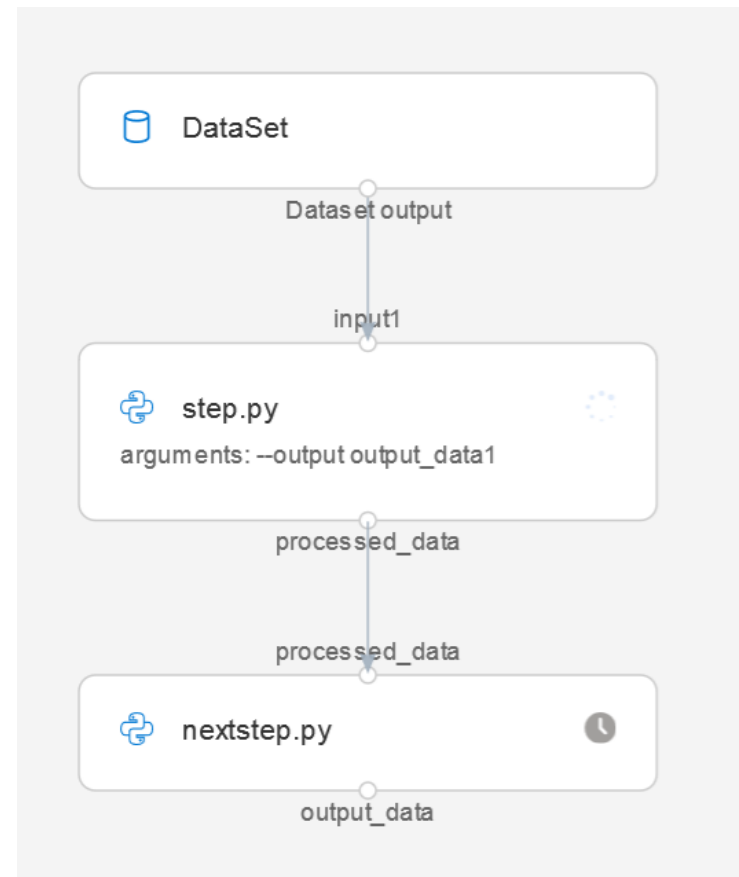 DataSet
Dataset output
input1
step.py
arguments: --output output_data1
processed_data
processed_data
nextstep.py
output_data